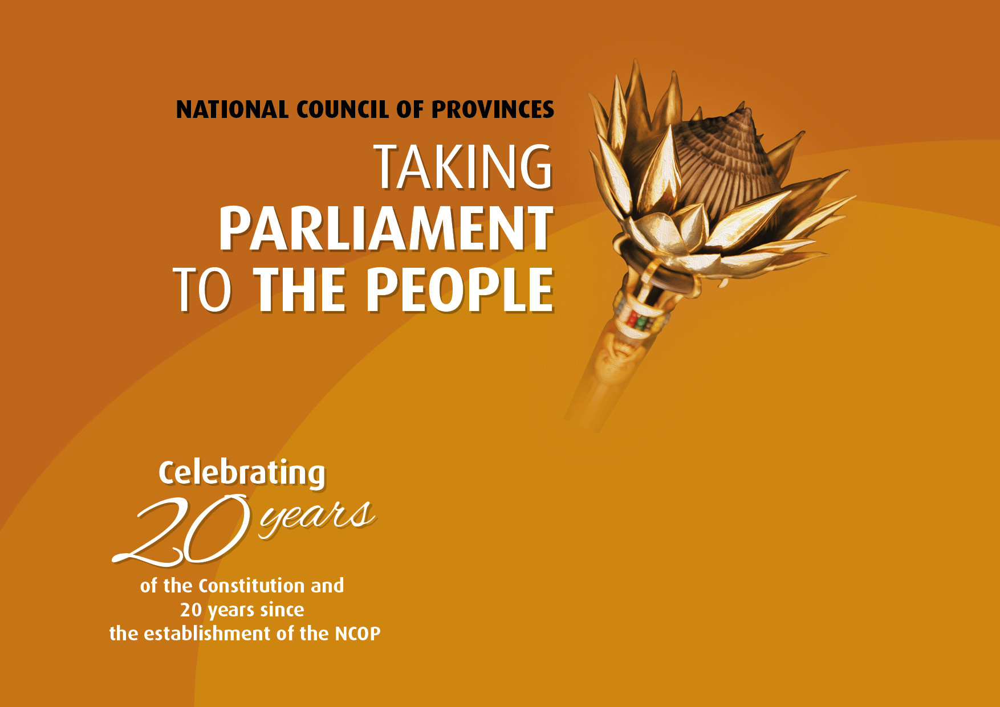 NATIONAL COUNCIL OF PROVINCES
TAKING
PARLIAMENT
TO THE PEOPLE
Celebrating
20 years
of the Constitution and
20 years since
the establishment of the NCOP